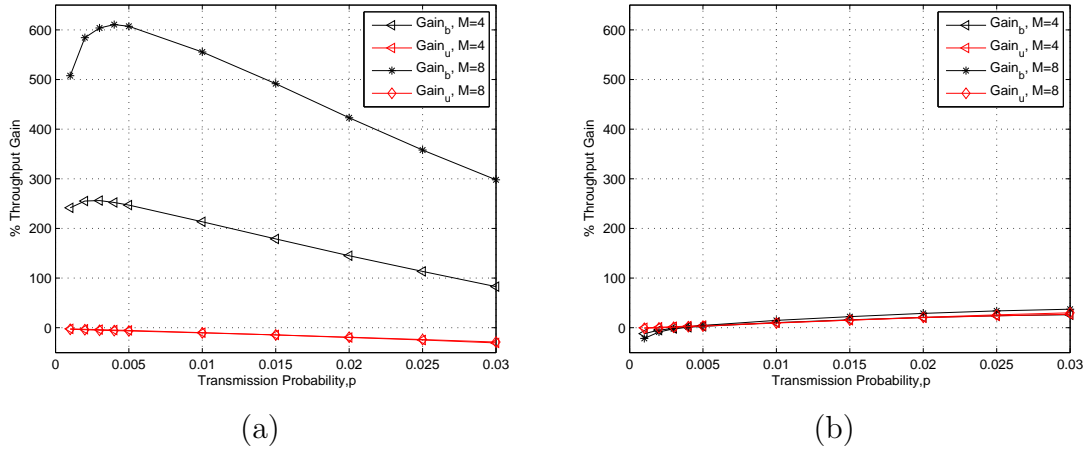 600
500
400
300
200
100
0
% Throughput Gain
0 0.005 0.01 0.015 0.02 0.025 0.03
Transmission Probability,p
Gain_b, M=4
Gain_u, M=4
Gain_b, M=8
Gain_u, M=8
(a)
600
500
400
300
200
100
0
% Throughput Gain
0 0.005 0.01 0.015 0.02 0.025 0.03
Transmission Probability,p
Gain_b, M=4
Gain_u, M=4
Gain_b, M=8
Gain_u, M=8
(b)